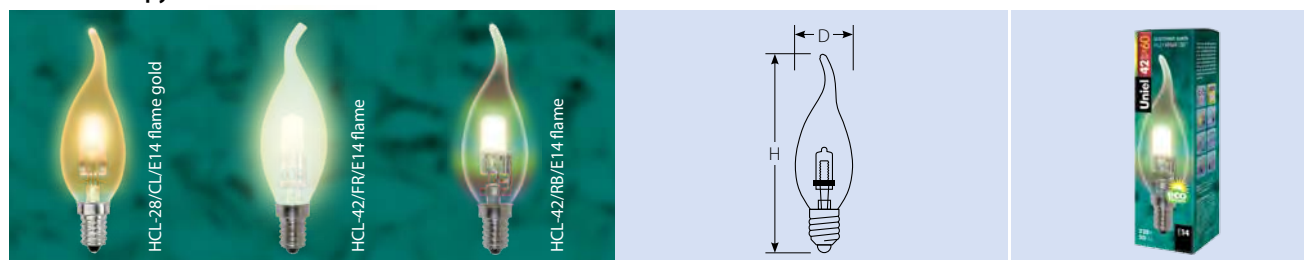 HCL-28/CL/E14 flame gold
HCL-42/FR/E14 flame
HCL-42/RB/E14 flame
D
H
Uniel
42
60
eco
E14